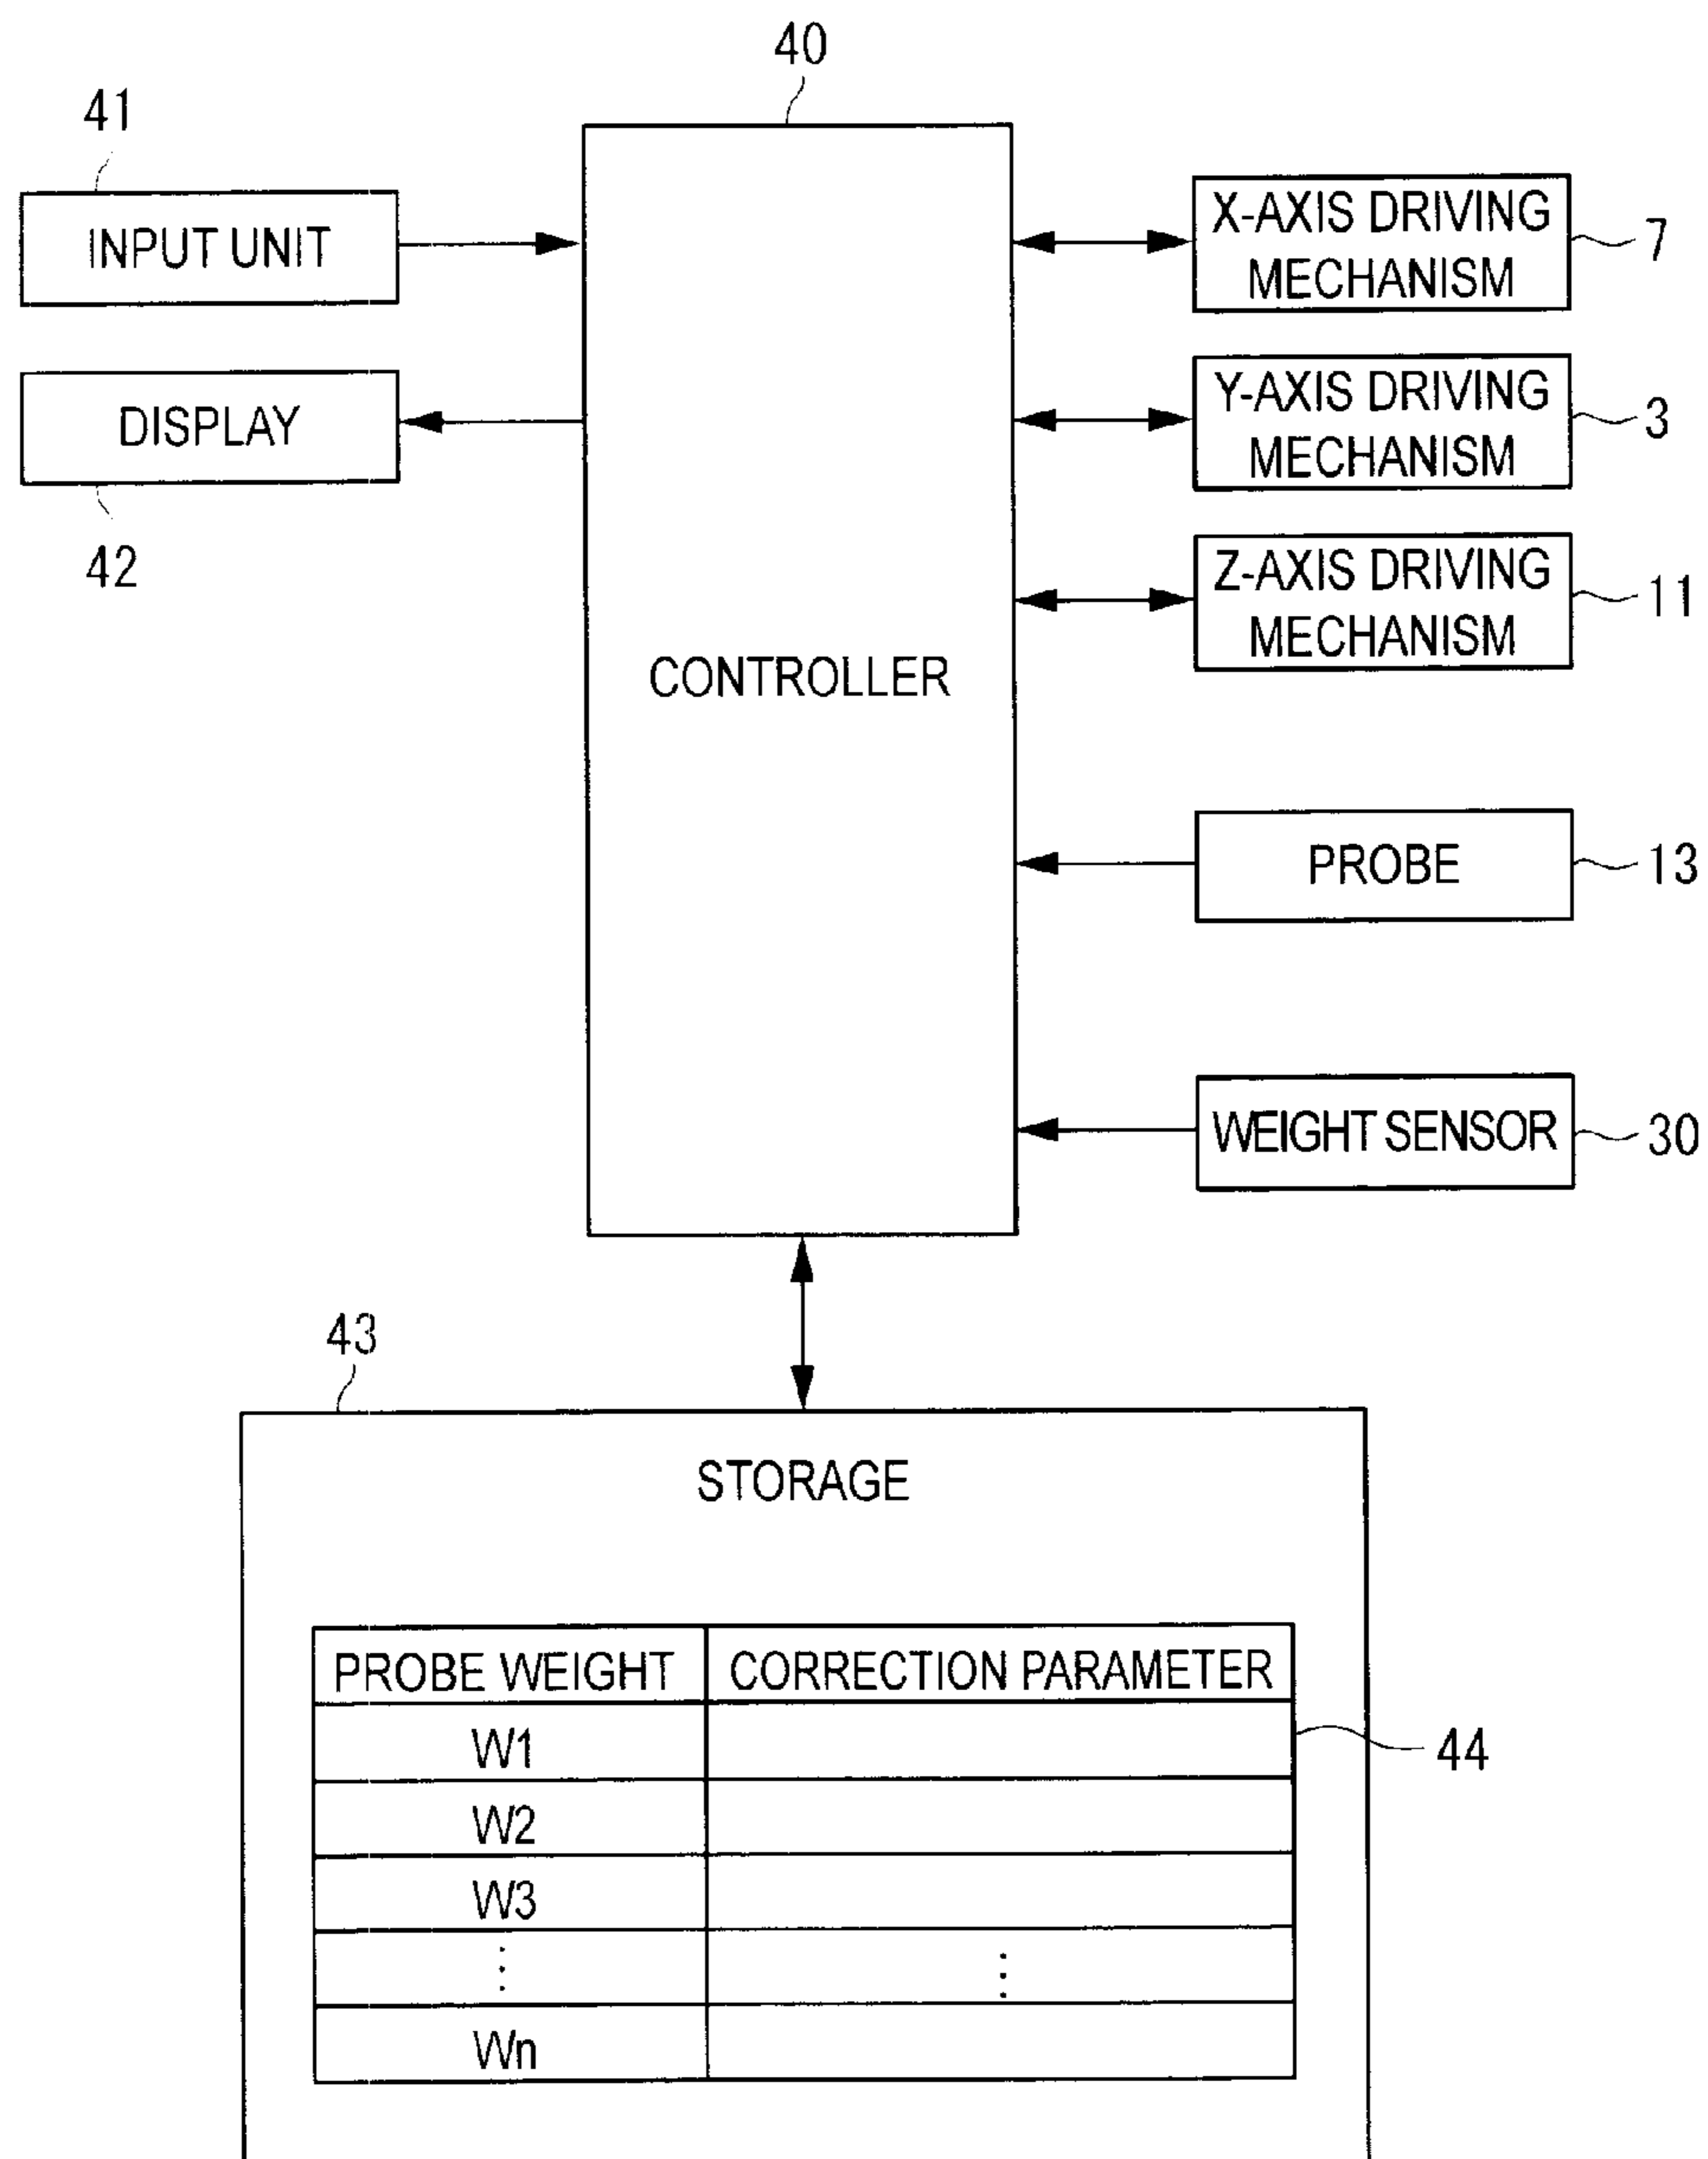 40
41
INPUT UNIT
X-AXIS DRIVING
MECHANISM
7
DISPLAY
42
Y-AXIS DRIVING
MECHANISM
3
Z-AXIS DRIVING
MECHANISM
11
CONTROLLER
PROBE
13
WEIGHT SENSOR
30
43
STORAGE
PROBE WEIGHT CORRECTION PARAMETER
W1
44
W2
W3
⋮ ⋮
Wn